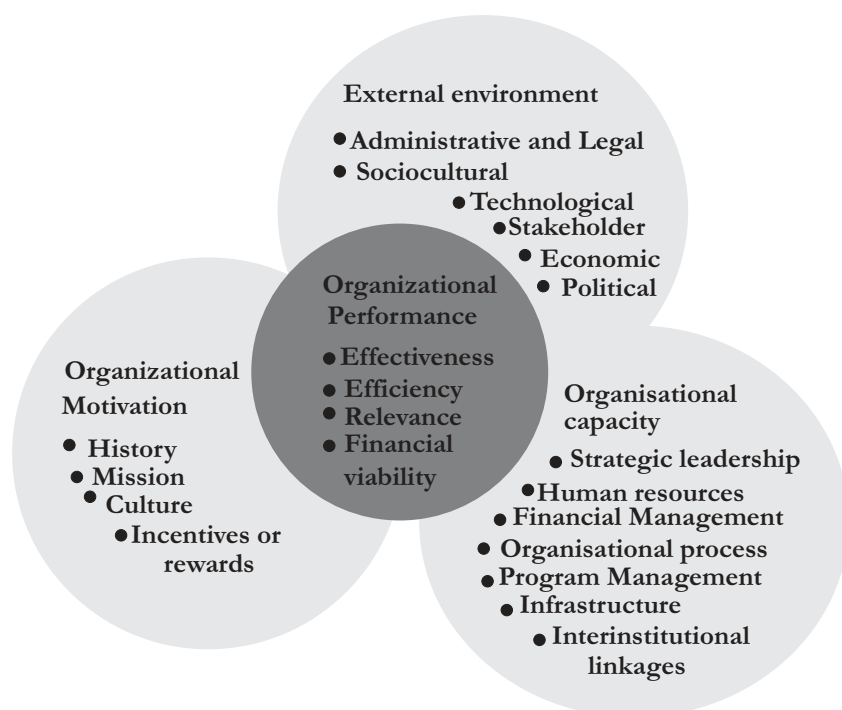 External environment
• Administrative and Legal
• Sociocultural
• Technological
• Stakeholder
• Economic
• Political
Organizational
Performance
• Effectiveness
• Efficiency
• Relevance
• Financial
viability
Organizational
Motivation
• History
• Mission
• Culture
• Incentives or
rewards
Organisational
capacity
• Strategic leadership
• Human resources
• Financial Management
• Organisational process
• Program Management
• Infrastructure
• Interinstitutional
linkages